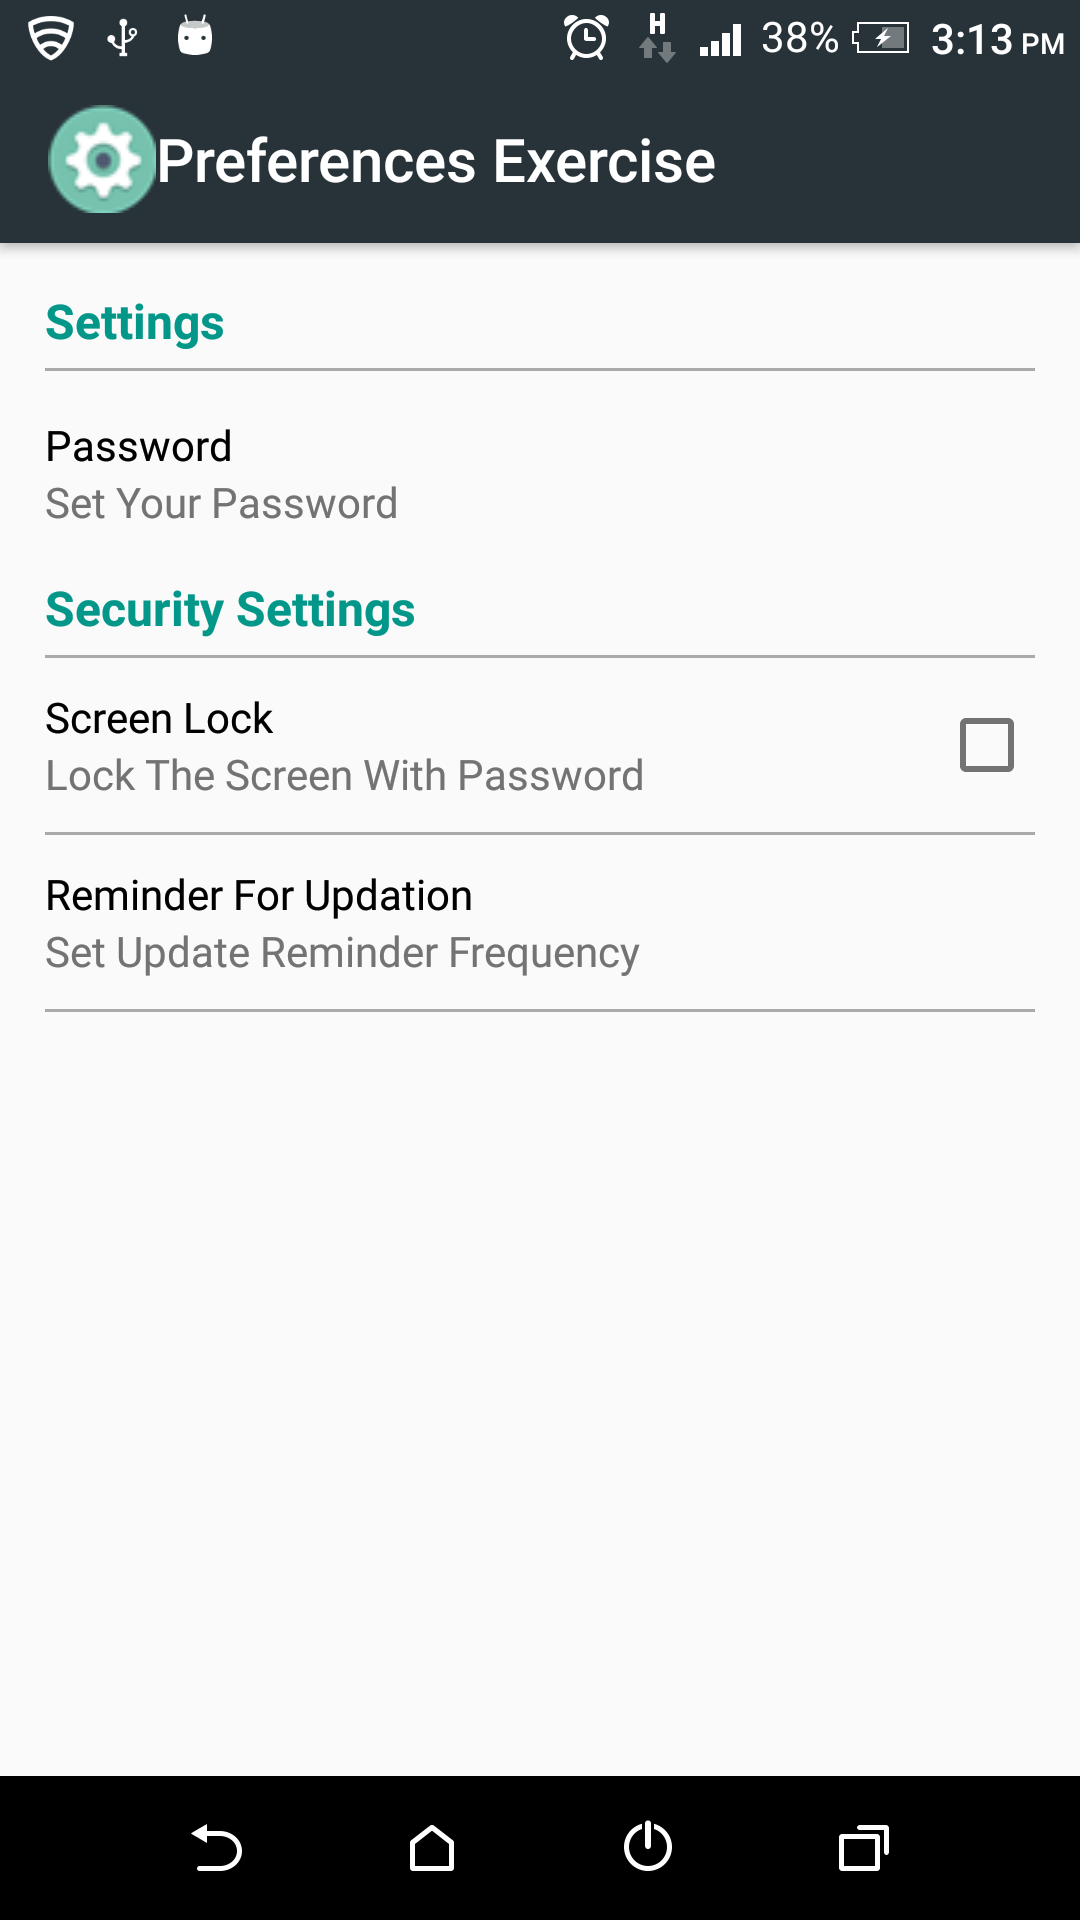 H 38% 3:13 PM
Preferences Exercise
Settings
Password
Set Your Password
Security Settings
Screen Lock
Lock The Screen With Password
Reminder For Updation
Set Update Reminder Frequency